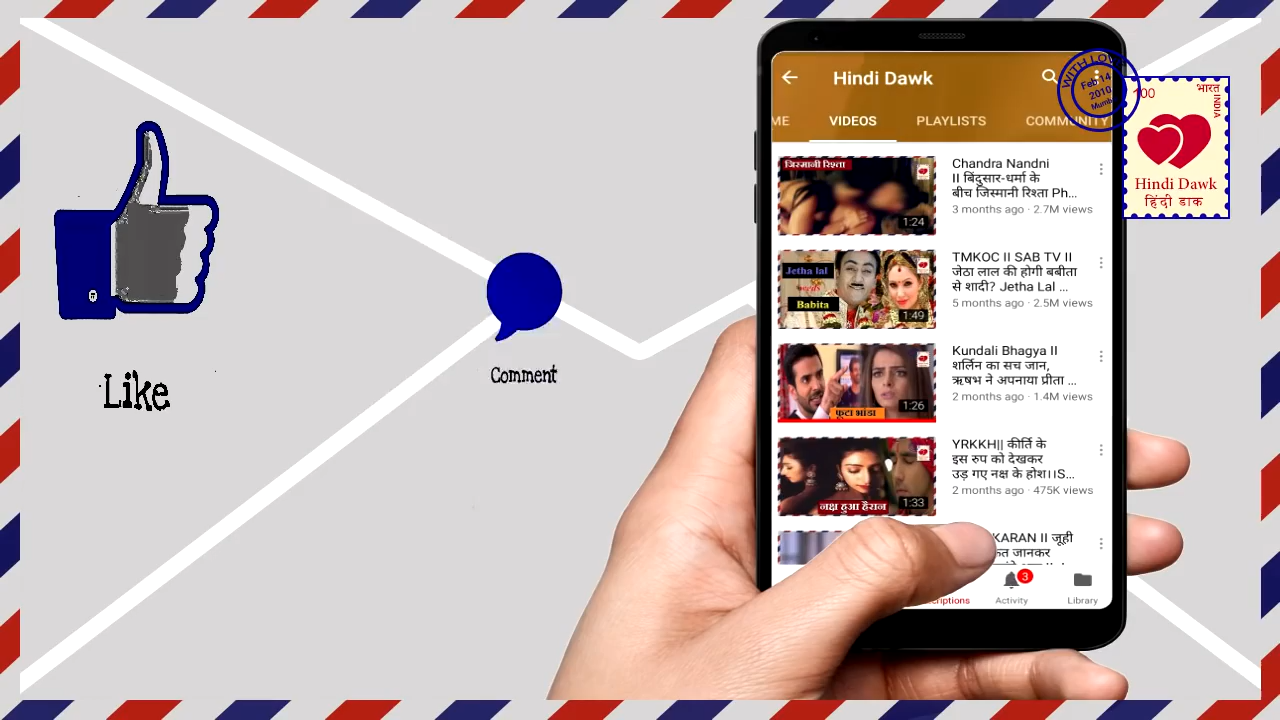 Like
Comment
Hindi Dawk
ME VIDEOS PLAYLISTS COMMUNITY
जिस्मानी रिश्ता
1:24
Chandra Nandni
II बिंदुसार-धर्मा के
बीच जिस्मानी रिश्ता Ph...
3 months ago · 2.7M views
Jetha lal
weds
Babita
1:49
TMKOC II SAB TV II
जेठा लाल की होगी बबीता
से शादी? Jetha Lal ...
5 months ago · 2.5M views
फूटा भांडा
1:26
Kundali Bhagya II
शर्लिन का सच जान,
ऋषभ ने अपनाया प्रीता ...
2 months ago · 1.4M views
नक्ष हुआ हैरान
1:33
YRKKH|| कीर्ति के
इस रुप को देखकर
उड़ गए नक्ष के होश।।S...
2 months ago · 475K views
KARAN II जूही
जानकर
3
criptions Activity Library
WITH LOVE
Feb 14
2010
Mumb
100
भारत
INDIA
Hindi Dawk
हिंदी डाक